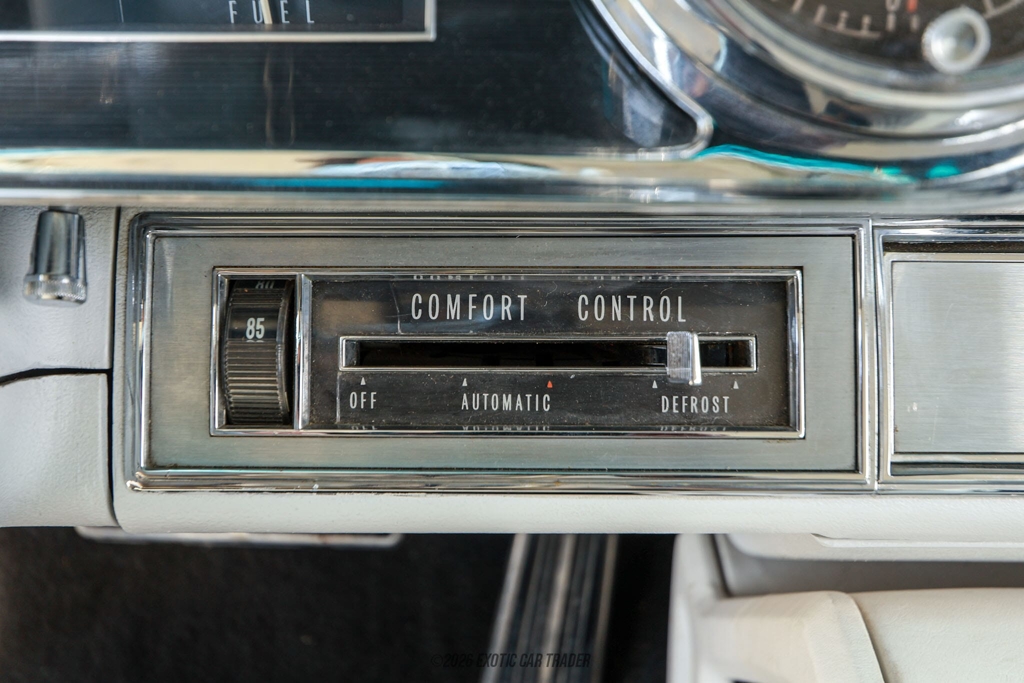 FUEL
COMFORT CONTROL
85
OFF AUTOMATIC DEFROST
©2025 EXOTIC CAR TRADER